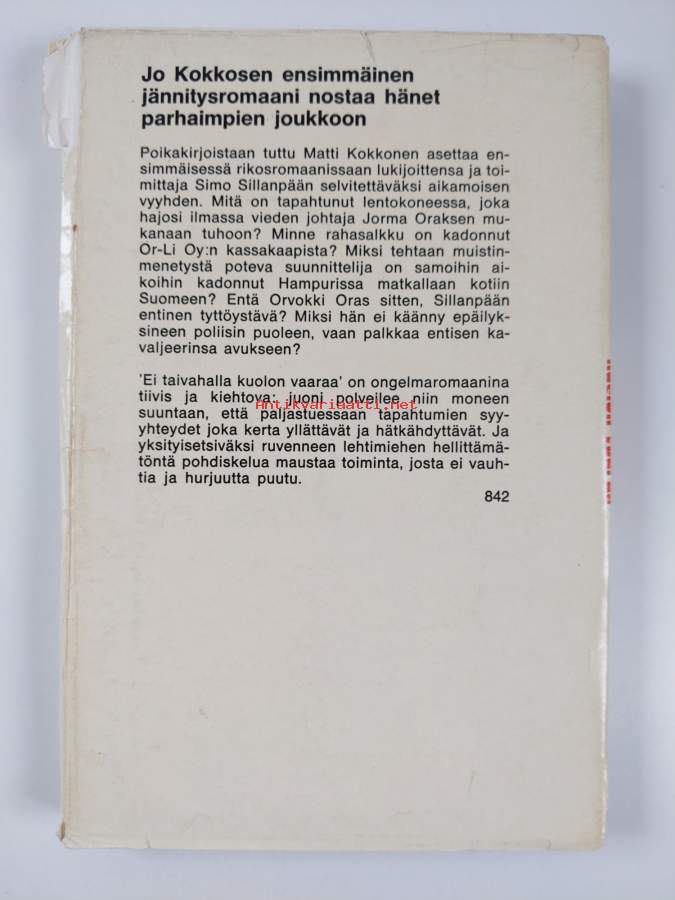 Jo Kokkosen ensimmäinen
jännitysromaani nostaa hänet
parhaimpien joukkoon
Poikakirjoistaan tuttu Matti Kokkonen asettaa en-
simmäisessä rikosromaanissaan lukijoittensa ja toi-
mittaja Simo Sillanpään selvitettäväksi aikamoisen
vyyhden. Mitä on tapahtunut lentokoneessa, joka
hajosi ilmassa vieden johtaja Jorma Oraksen mu-
kanaan tuhoon? Minne rahasalkku on kadonnut
Or-Li Oy:n kassakaapista? Miksi tehtaan muistin-
menetystä poteva suunnittelija on samoihin ai-
koihin kadonnut Hampurissa matkallaan kotiin
Suomeen? Entä Orvokki Oras sitten, Sillanpään
entinen tyttöystävä? Miksi hän ei käänny epäilyk-
sineen poliisin puoleen, vaan palkkaa entisen ka-
valjeerinsa avukseen?
'Ei taivahalla kuolon vaaraa' on ongelmaromaanina
tiivis ja kiehtova: juoni polveilee niin moneen
suuntaan, että paljastuessaan tapahtumien syy-
yhteydet joka kerta yllättävät ja hätkähdyttävät. Ja
yksityisetsiväksi ruvenneen lehtimiehen hellittämä-
töntä pohdiskelua maustaa toiminta, josta ei vauh-
tia ja hurjuutta puutu.
842
Antikvariaatti.net